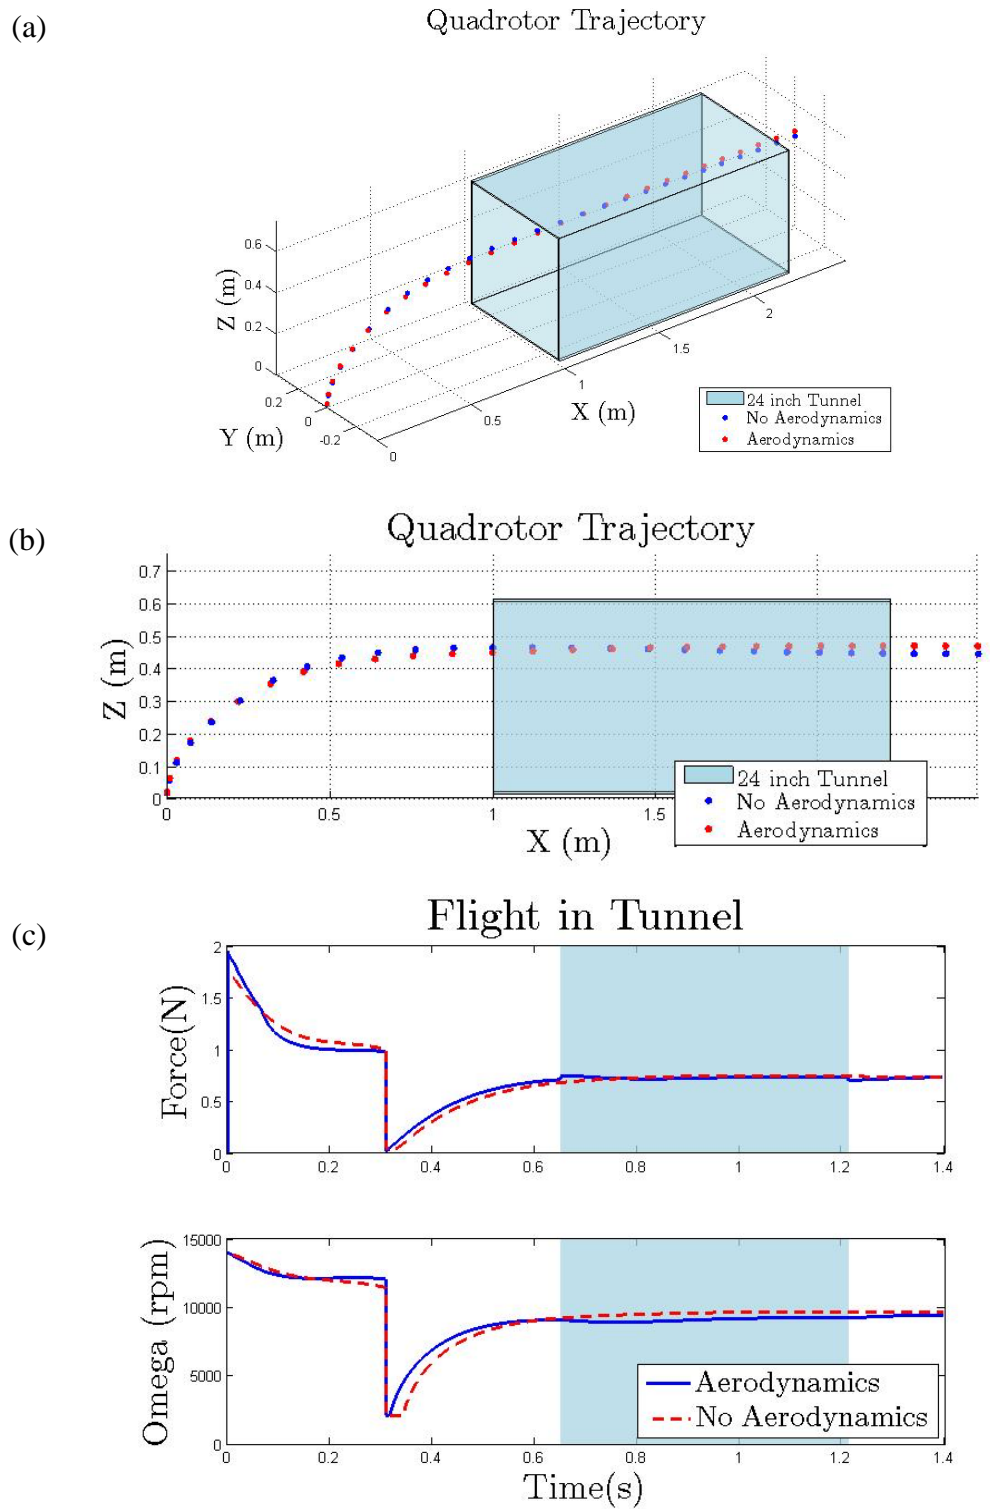 (a)
Quadrotor Trajectory
0.6
0.4
0.2
0
Z (m)
0.2
0
-0.2
Y (m)
0
0.5
1
1.5
2
X (m)
24 inch Tunnel
No Aerodynamics
Aerodynamics
(b)
Quadrotor Trajectory
0.7
0.6
0.5
0.4
0.3
0.2
0.1
0
Z (m)
0
0.5
1
1.5
X (m)
24 inch Tunnel
No Aerodynamics
Aerodynamics
(c)
Flight in Tunnel
2
1.5
1
0.5
0
Force(N)
0
0.2
0.4
0.6
0.8
1
1.2
1.4
15000
10000
5000
0
Omega (rpm)
Aerodynamics
No Aerodynamics
0
0.2
0.4
0.6
0.8
1
1.2
1.4
Time(s)